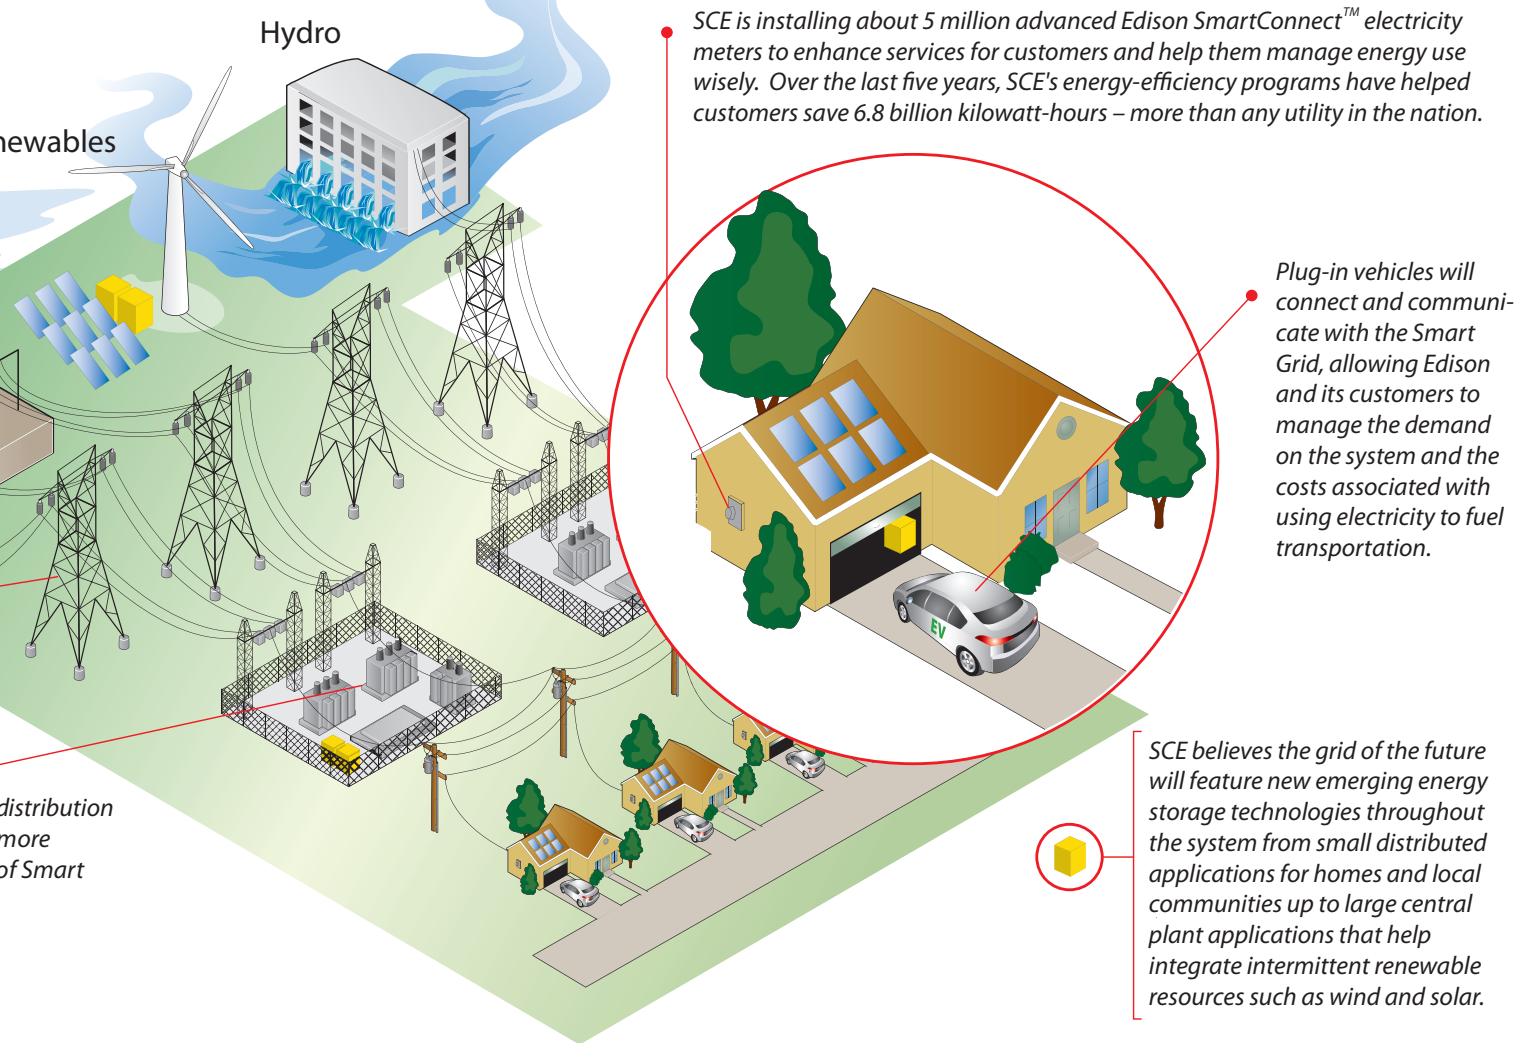 Hydro
SCE is installing about 5 million advanced Edison SmartConnect™ electricity
meters to enhance services for customers and help them manage energy use
wisely. Over the last five years, SCE's energy-efficiency programs have helped
customers save 6.8 billion kilowatt-hours – more than any utility in the nation.
newables
Plug-in vehicles will
connect and communi-
cate with the Smart
Grid, allowing Edison
and its customers to
manage the demand
on the system and the
costs associated with
using electricity to fuel
transportation.
EV
distribution
more
of Smart
SCE believes the grid of the future
will feature new emerging energy
storage technologies throughout
the system from small distributed
applications for homes and local
communities up to large central
plant applications that help
integrate intermittent renewable
resources such as wind and solar.